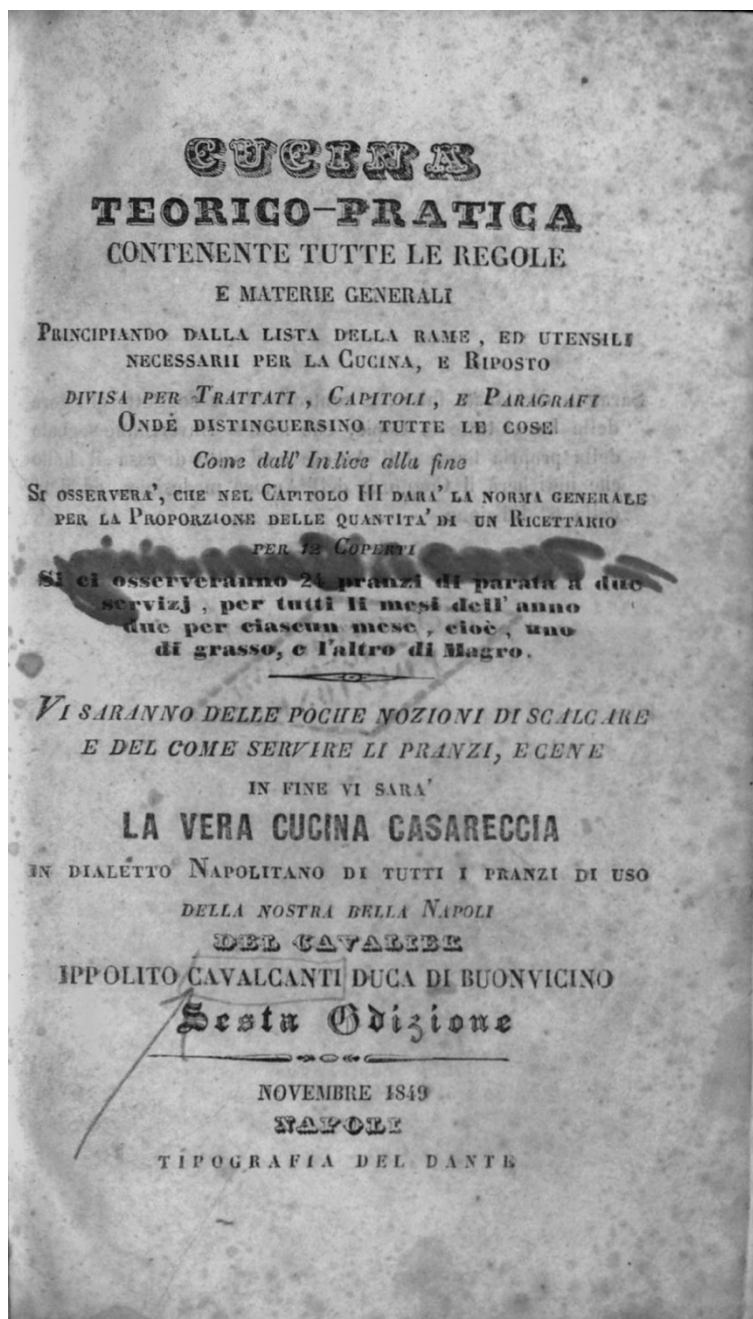 CUCINA
TEORICO-PRATICA
CONTENENTE TUTTE LE REGOLE
E MATERIE GENERALI
PRINCIPIANDO DALLA LISTA DELLA RAME, ED UTENSILI
NECESSARII PER LA CUCINA, E RIPOSTO
DIVISA PER TRATTATI, CAPITOLI, E PARAGRAFI
ONDE DISTINGUERSINO TUTTE LE COSE
Come dall' Indice alla fine
SI OSSERVERA', CHE NEL CAPITOLO III DARA' LA NORMA GENERALE
PER LA PROPORZIONE DELLE QUANTITA' DI UN RICETTARIO
PER 12 COPERTI
Si ci osserveranno 24 pranzi di parata a due
servizj, per tutti li mesi dell' anno
due per ciascun mese, cioè, uno
di grasso, e l'altro di Magro.
VI SARANNO DELLE POCHE NOZIONI DI SCALCARE
E DEL COME SERVIRE LI PRANZI, E CENE
IN FINE VI SARA'
LA VERA CUCINA CASARECCIA
IN DIALETTO NAPOLITANO DI TUTTI I PRANZI DI USO
DELLA NOSTRA BELLA NAPOLI
DEL CAVALIER
IPPOLITO CAVALCANTI DUCA DI BUONVICINO
Sesta Edizione
NOVEMBRE 1849
NAPOLI
TIPOGRAFIA DEL DANTE